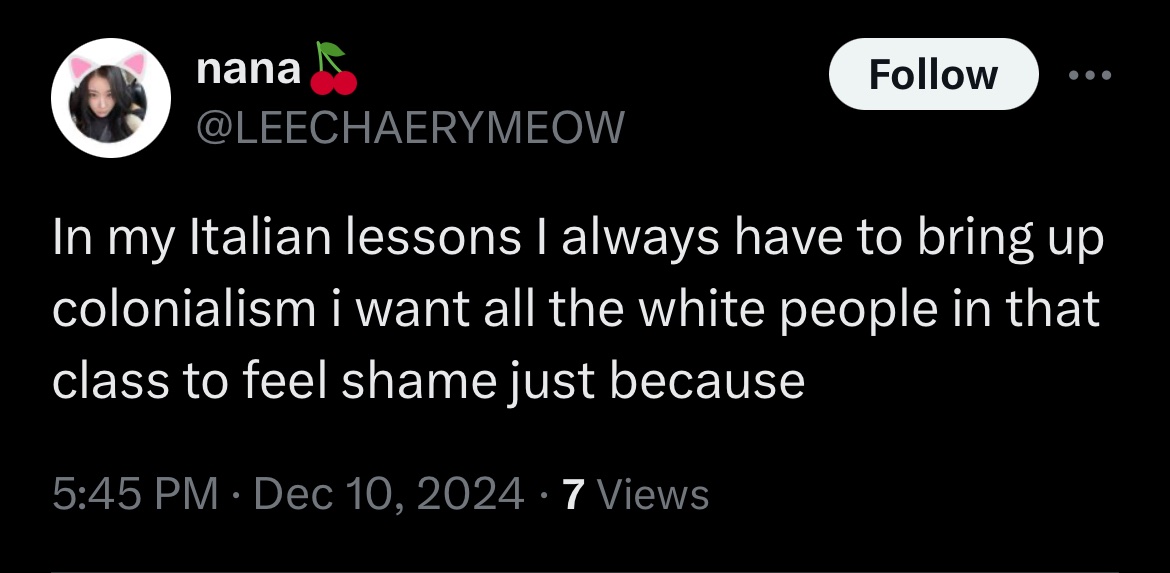 nana🍒
Follow
@LEECHAERYMEOW
In my Italian lessons I always have to bring up
colonialism i want all the white people in that
class to feel shame just because
5:45 PM · Dec 10, 2024 · 7 Views